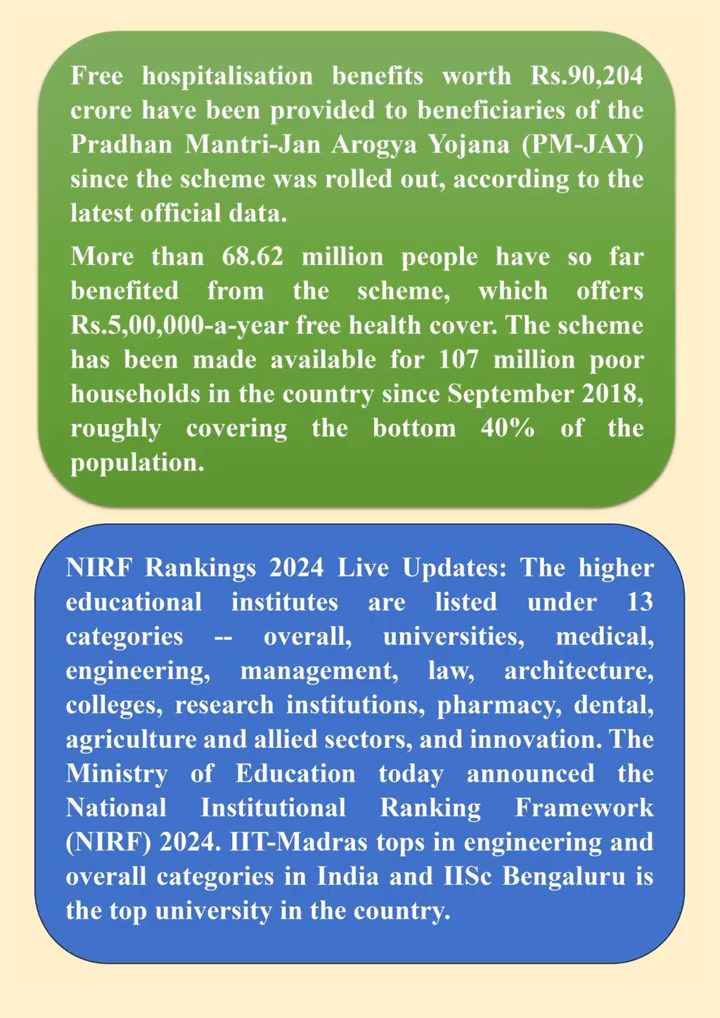 Free hospitalisation benefits worth Rs.90,204
crore have been provided to beneficiaries of the
Pradhan Mantri-Jan Arogya Yojana (PM-JAY)
since the scheme was rolled out, according to the
latest official data.
More than 68.62 million people have so far
benefited from the scheme, which offers
Rs.5,00,000-a-year free health cover. The scheme
has been made available for 107 million poor
households in the country since September 2018,
roughly covering the bottom 40% of the
population.
NIRF Rankings 2024 Live Updates: The higher
educational institutes are listed under 13
categories -- overall, universities, medical,
engineering, management, law, architecture,
colleges, research institutions, pharmacy, dental,
agriculture and allied sectors, and innovation. The
Ministry of Education today announced the
National Institutional Ranking Framework
(NIRF) 2024. IIT-Madras tops in engineering and
overall categories in India and IISc Bengaluru is
the top university in the country.